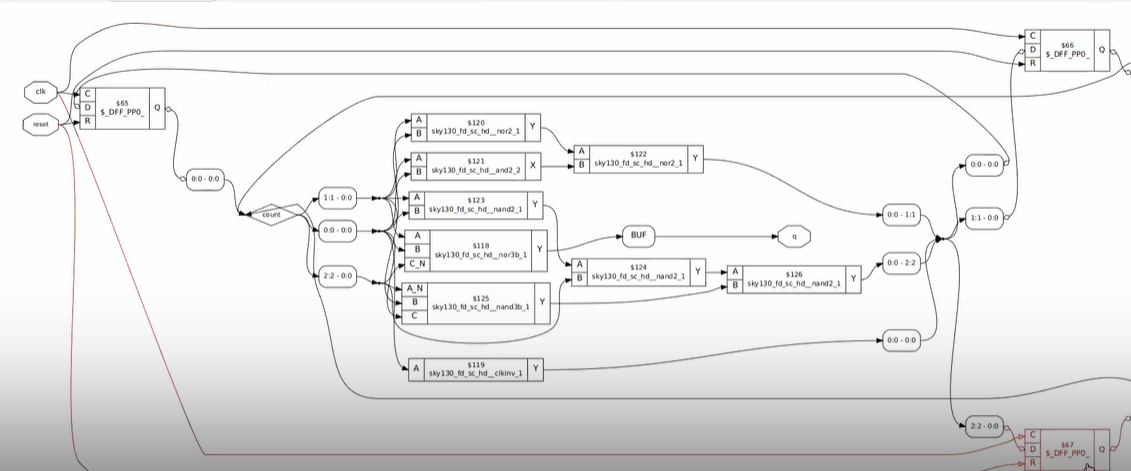 clk
reset
C
D
R
$65
$_DFF_PP0_
Q
0:0 - 0:0
count
1:1 - 0:0
0:0 - 0:0
2:2 - 0:0
A
B
$120
sky130_fd_sc_hd__nor2_1
Y
A
B
$121
sky130_fd_sc_hd__and2_2
X
A
B
$122
sky130_fd_sc_hd__nor2_1
Y
A
B
$123
sky130_fd_sc_hd__nand2_1
Y
A
B
C_N
$118
sky130_fd_sc_hd__nor3b_1
Y
BUF
q
A
B
$124
sky130_fd_sc_hd__nand2_1
Y
A_N
B
C
$125
sky130_fd_sc_hd__nand3b_1
Y
A
B
$126
sky130_fd_sc_hd__nand2_1
Y
A
$119
sky130_fd_sc_hd__clkinv_1
Y
0:0 - 1:1
0:0 - 2:2
0:0 - 0:0
0:0 - 0:0
1:1 - 0:0
2:2 - 0:0
C
D
R
$66
$_DFF_PP0_
Q
C
D
R
$67
$_DFF_PP0_
Q